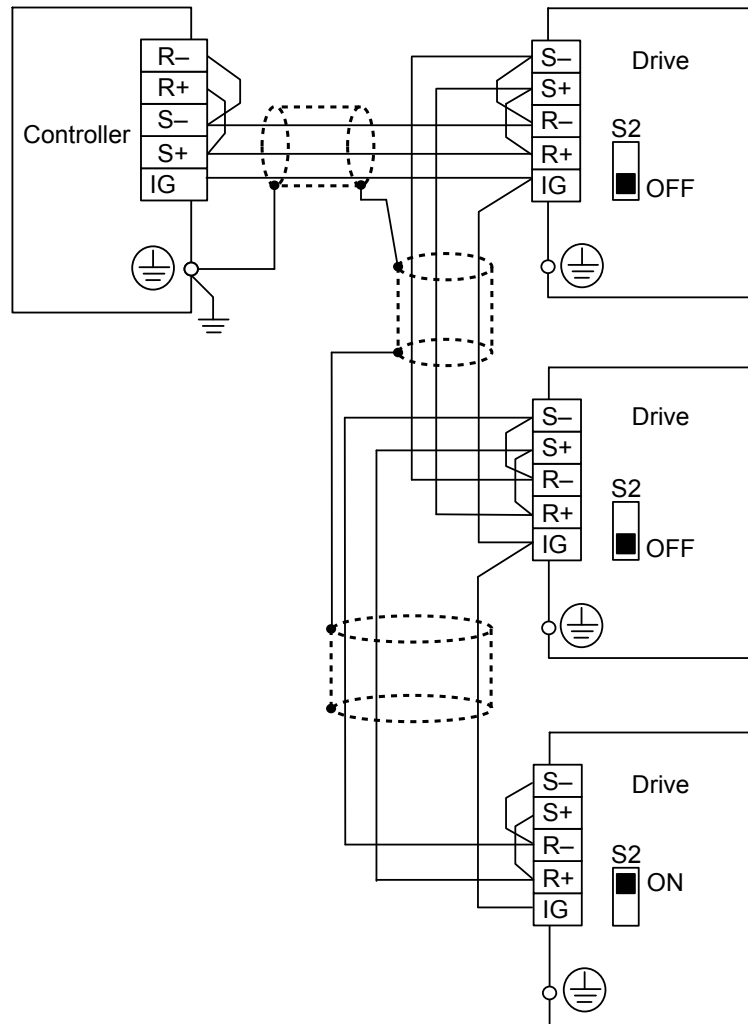 R–
R+
S–
S+
IG
Controller
S–
S+
R–
R+
IG
Drive
S2
OFF
S–
S+
R–
R+
IG
Drive
S2
OFF
S–
S+
R–
R+
IG
Drive
S2
ON